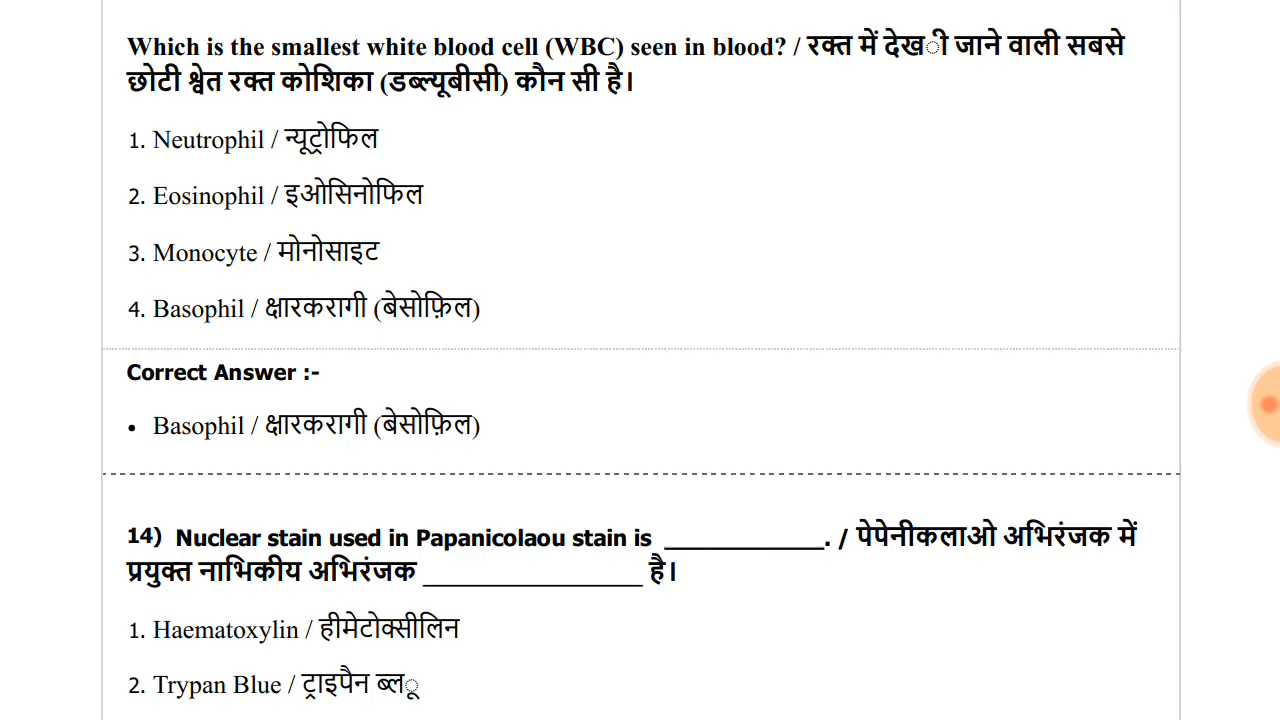 Which is the smallest white blood cell (WBC) seen in blood? / रक्त में देख◌ी जाने वाली सबसे
छोटी श्वेत रक्त कोशिका (डब्ल्यूबीसी) कौन सी है।
1. Neutrophil / न्यूट्रोफिल
2. Eosinophil / इओसिनोफिल
3. Monocyte / मोनोसाइट
4. Basophil / क्षारकरागी (बेसोफ़िल)
Correct Answer :-
• Basophil / क्षारकरागी (बेसोफ़िल)
14) Nuclear stain used in Papanicolaou stain is ____________. / पेपेनीकलाओ अभिरंजक में
प्रयुक्त नाभिकीय अभिरंजक ________________ है।
1. Haematoxylin / हीमेटोक्सीलिन
2. Trypan Blue / ट्राइपैन ब्ल◌ू